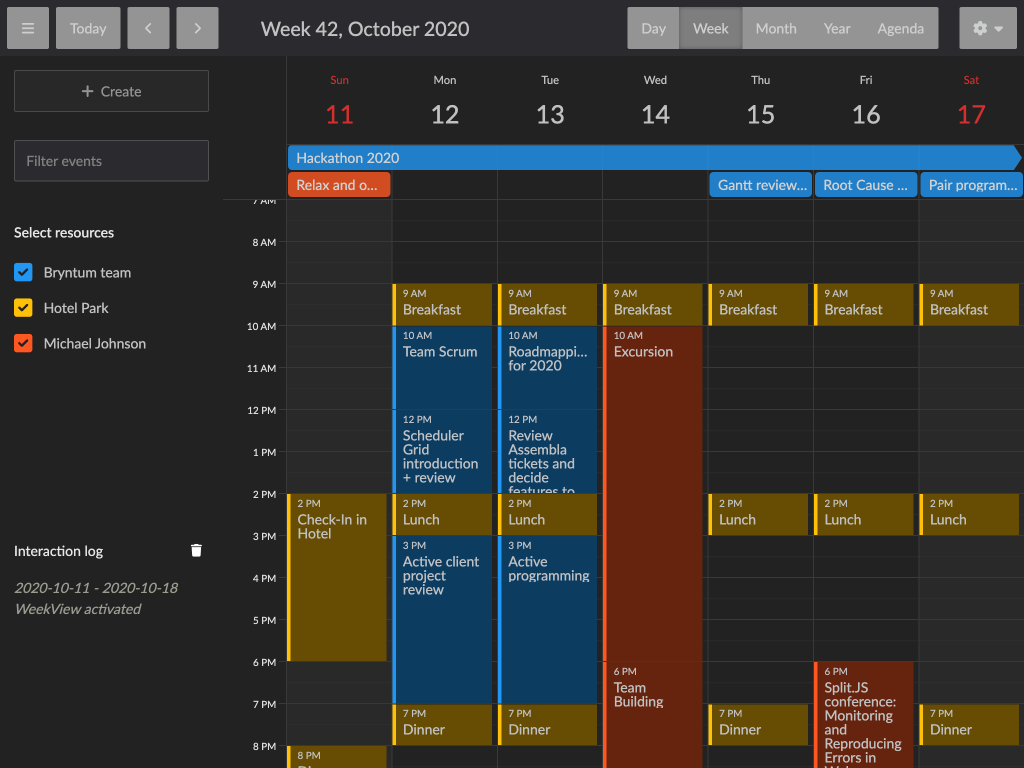 Today
Week 42, October 2020
Day
Week
Month
Year
Agenda
Create
Filter events
Select resources
Bryntum team
Hotel Park
Michael Johnson
Interaction log
2020-10-11 - 2020-10-18
WeekView activated
Sun
11
Mon
12
Tue
13
Wed
14
Thu
15
Fri
16
Sat
17
Hackathon 2020
Relax and o...
Gantt review...
Root Cause ...
Pair program...
7 AM
8 AM
9 AM
10 AM
11 AM
12 PM
1 PM
2 PM
3 PM
4 PM
5 PM
6 PM
7 PM
8 PM
2 PM
Check-In in
Hotel
8 PM
9 AM
Breakfast
10 AM
Team Scrum
12 PM
Scheduler
Grid
introduction
+ review
2 PM
Lunch
3 PM
Active client
project
review
7 PM
Dinner
9 AM
Breakfast
10 AM
Roadmappi...
for 2020
12 PM
Review
Assembla
tickets and
decide
features to
2 PM
Lunch
3 PM
Active
programming
7 PM
Dinner
9 AM
Breakfast
10 AM
Excursion
6 PM
Team
Building
9 AM
Breakfast
2 PM
Lunch
7 PM
Dinner
9 AM
Breakfast
2 PM
Lunch
6 PM
Split.JS
conference:
Monitoring
and
Reproducing
Errors in
9 AM
Breakfast
2 PM
Lunch
7 PM
Dinner